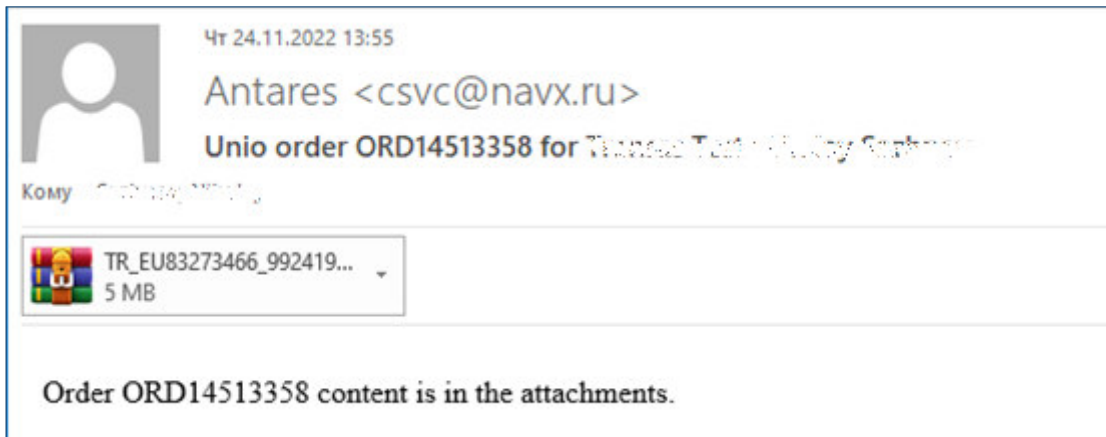 Чт 24.11.2022 13:55
Antares <csvc@navx.ru>
Unio order ORD14513358 for
Кому
TR_EU83273466_992419...
5 MB
Order ORD14513358 content is in the attachments.